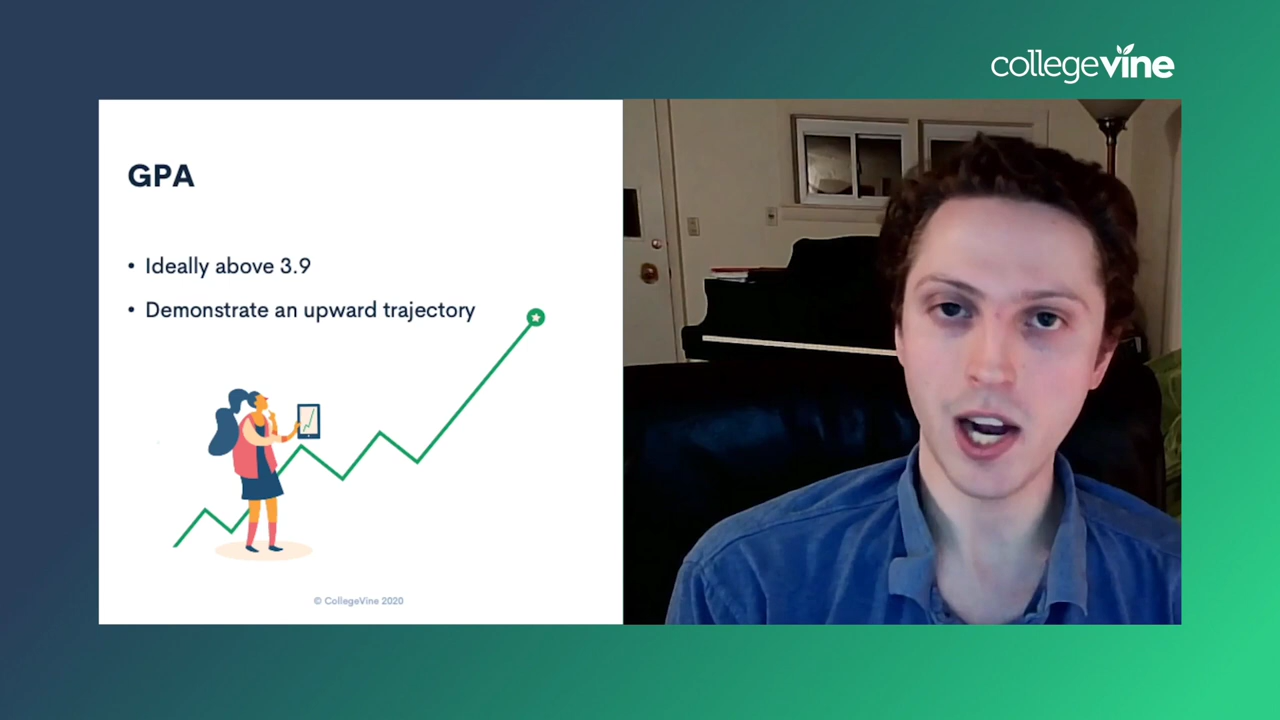 collegevine
GPA
• Ideally above 3.9
• Demonstrate an upward trajectory
© CollegeVine 2020